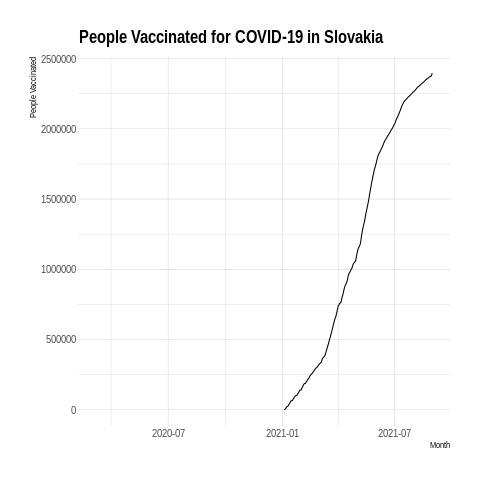 People Vaccinated for COVID-19 in Slovakia
People Vaccinated
2500000
2000000
1500000
1000000
500000
0
2020-07 2021-01 2021-07
Month